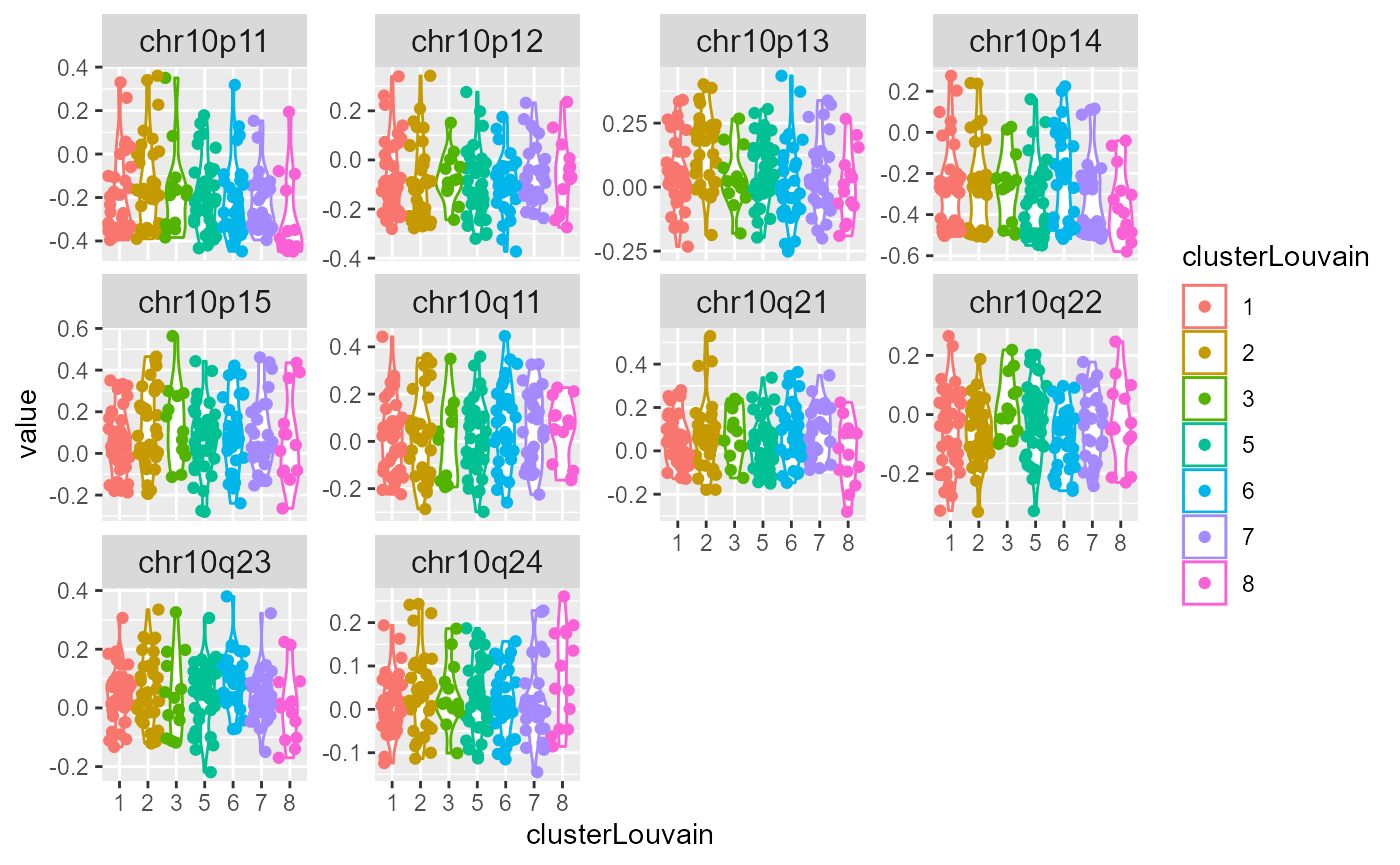 chr10p11 chr10p12 chr10p13 chr10p14
0.4 0.2 0.0 -0.2 -0.4
0.2 0.0 -0.2 -0.4
0.25 0.00 -0.25
0.2 0.0 -0.2 -0.4 -0.6
chr10p15 chr10q11 chr10q21 chr10q22
0.6 0.4 0.2 0.0 -0.2
0.4 0.2 0.0 -0.2
0.4 0.2 0.0 -0.2
0.2 0.0 -0.2
1 2 3 5 6 7 8
1 2 3 5 6 7 8
chr10q23 chr10q24
0.4 0.2 0.0 -0.2
0.2 0.1 0.0 -0.1
1 2 3 5 6 7 8
1 2 3 5 6 7 8
value
clusterLouvain
clusterLouvain
1
2
3
5
6
7
8